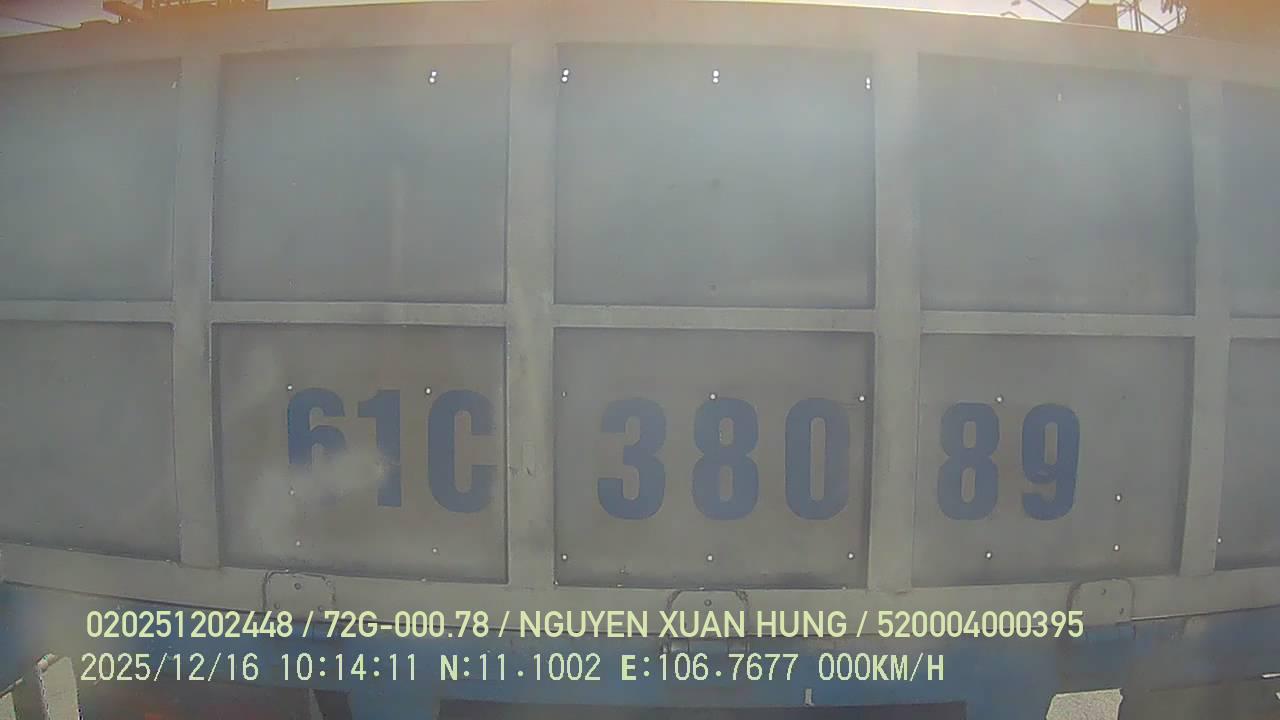 61C 380 89
020251202448 / 72G-000.78 / NGUYEN XUAN HUNG / 520004000395
2025/12/16 10:14:11 N:11.1002 E:106.7677 000KM/H